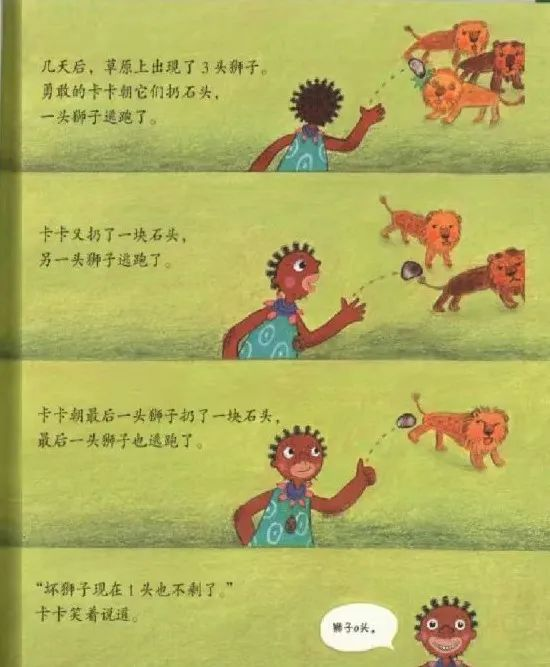 几天后，草原上出现了3头狮子。
勇敢的卡卡朝它们扔石头，
一头狮子逃跑了。
卡卡又扔了一块石头，
另一头狮子逃跑了。
卡卡朝最后一头狮子扔了一块石头，
最后一头狮子也逃跑了。
“坏狮子现在1头也不剩了。”
卡卡笑着说道。
狮子0头。